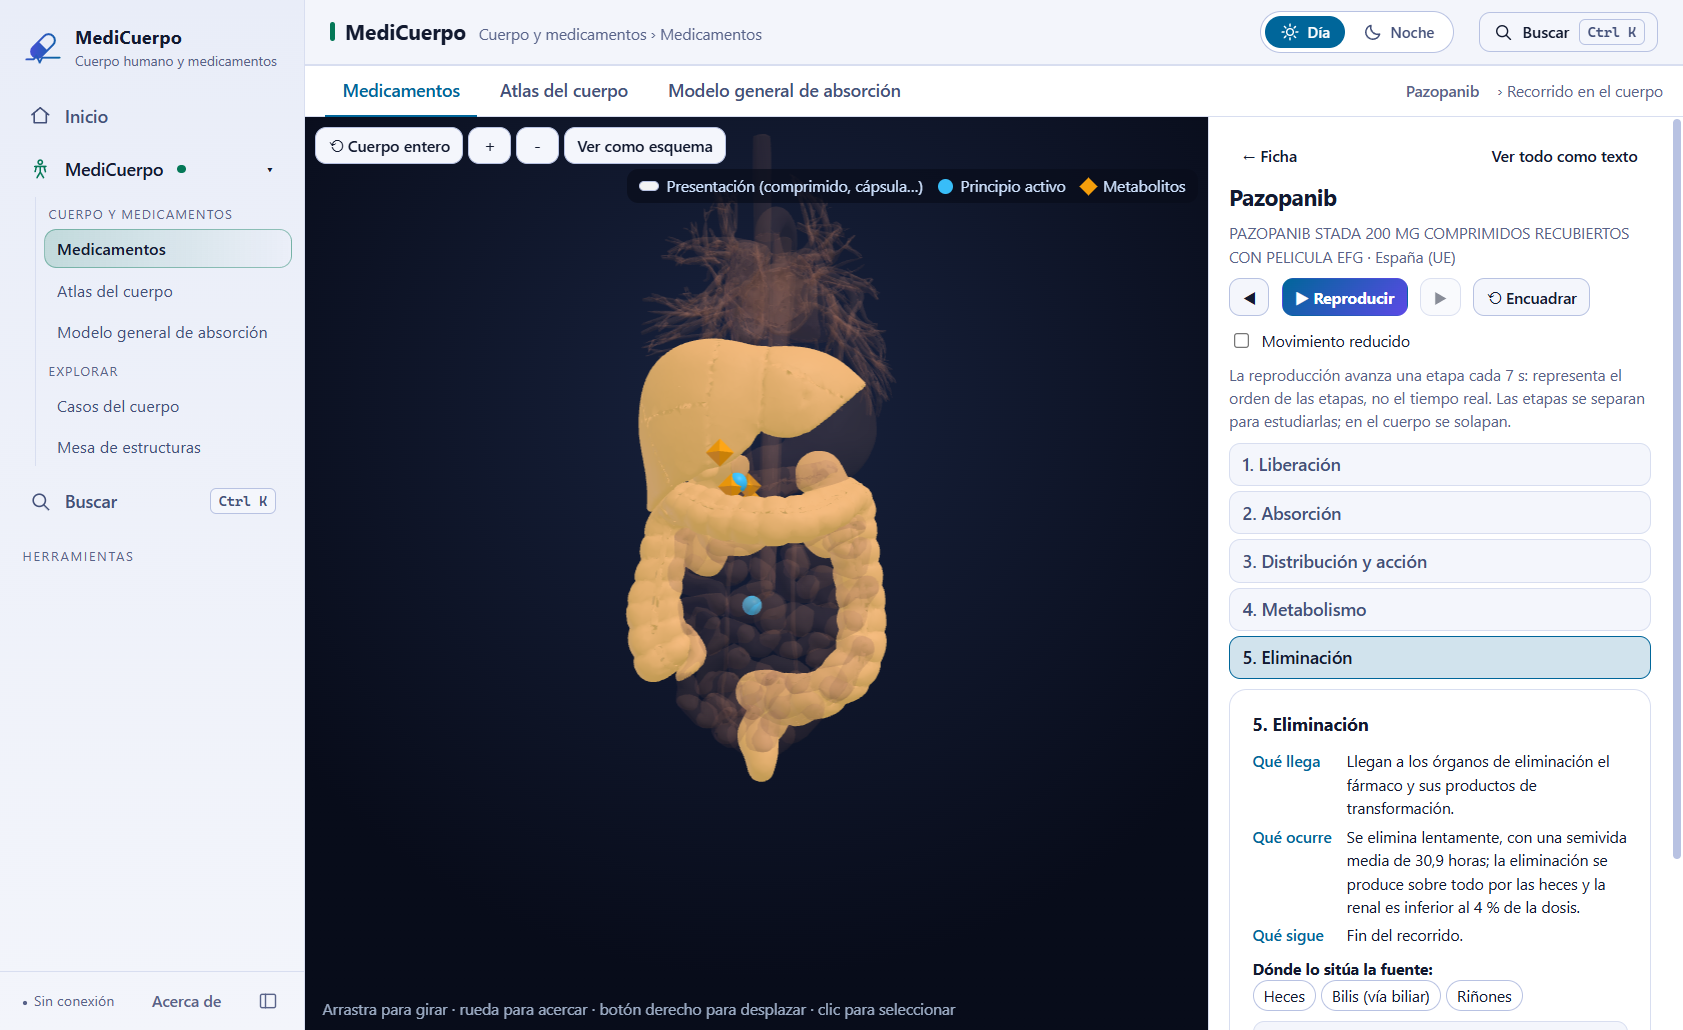 MediCuerpo
Cuerpo humano y medicamentos
Inicio
MediCuerpo
CUERPO Y MEDICAMENTOS
Medicamentos
Atlas del cuerpo
Modelo general de absorción
EXPLORAR
Casos del cuerpo
Mesa de estructuras
Buscar Ctrl K
HERRAMIENTAS
Sin conexión Acerca de
MediCuerpo Cuerpo y medicamentos › Medicamentos
Día Noche
Buscar Ctrl K
Medicamentos Atlas del cuerpo Modelo general de absorción
Pazopanib › Recorrido en el cuerpo
Cuerpo entero + - Ver como esquema
Presentación (comprimido, cápsula...) Principio activo Metabolitos
Arrastra para girar · rueda para acercar · botón derecho para desplazar · clic para seleccionar
← Ficha Ver todo como texto
Pazopanib
PAZOPANIB STADA 200 MG COMPRIMIDOS RECUBIERTOS
CON PELICULA EFG · España (UE)
◀ ▶ Reproducir ▶ Encuadrar
Movimiento reducido
La reproducción avanza una etapa cada 7 s: representa el
orden de las etapas, no el tiempo real. Las etapas se separan
para estudiarlas; en el cuerpo se solapan.
1. Liberación
2. Absorción
3. Distribución y acción
4. Metabolismo
5. Eliminación
5. Eliminación
Qué llega Llegan a los órganos de eliminación el
fármaco y sus productos de
transformación.
Qué ocurre Se elimina lentamente, con una semivida
media de 30,9 horas; la eliminación se
produce sobre todo por las heces y la
renal es inferior al 4 % de la dosis.
Qué sigue Fin del recorrido.
Dónde lo sitúa la fuente:
Heces Bilis (vía biliar) Riñones